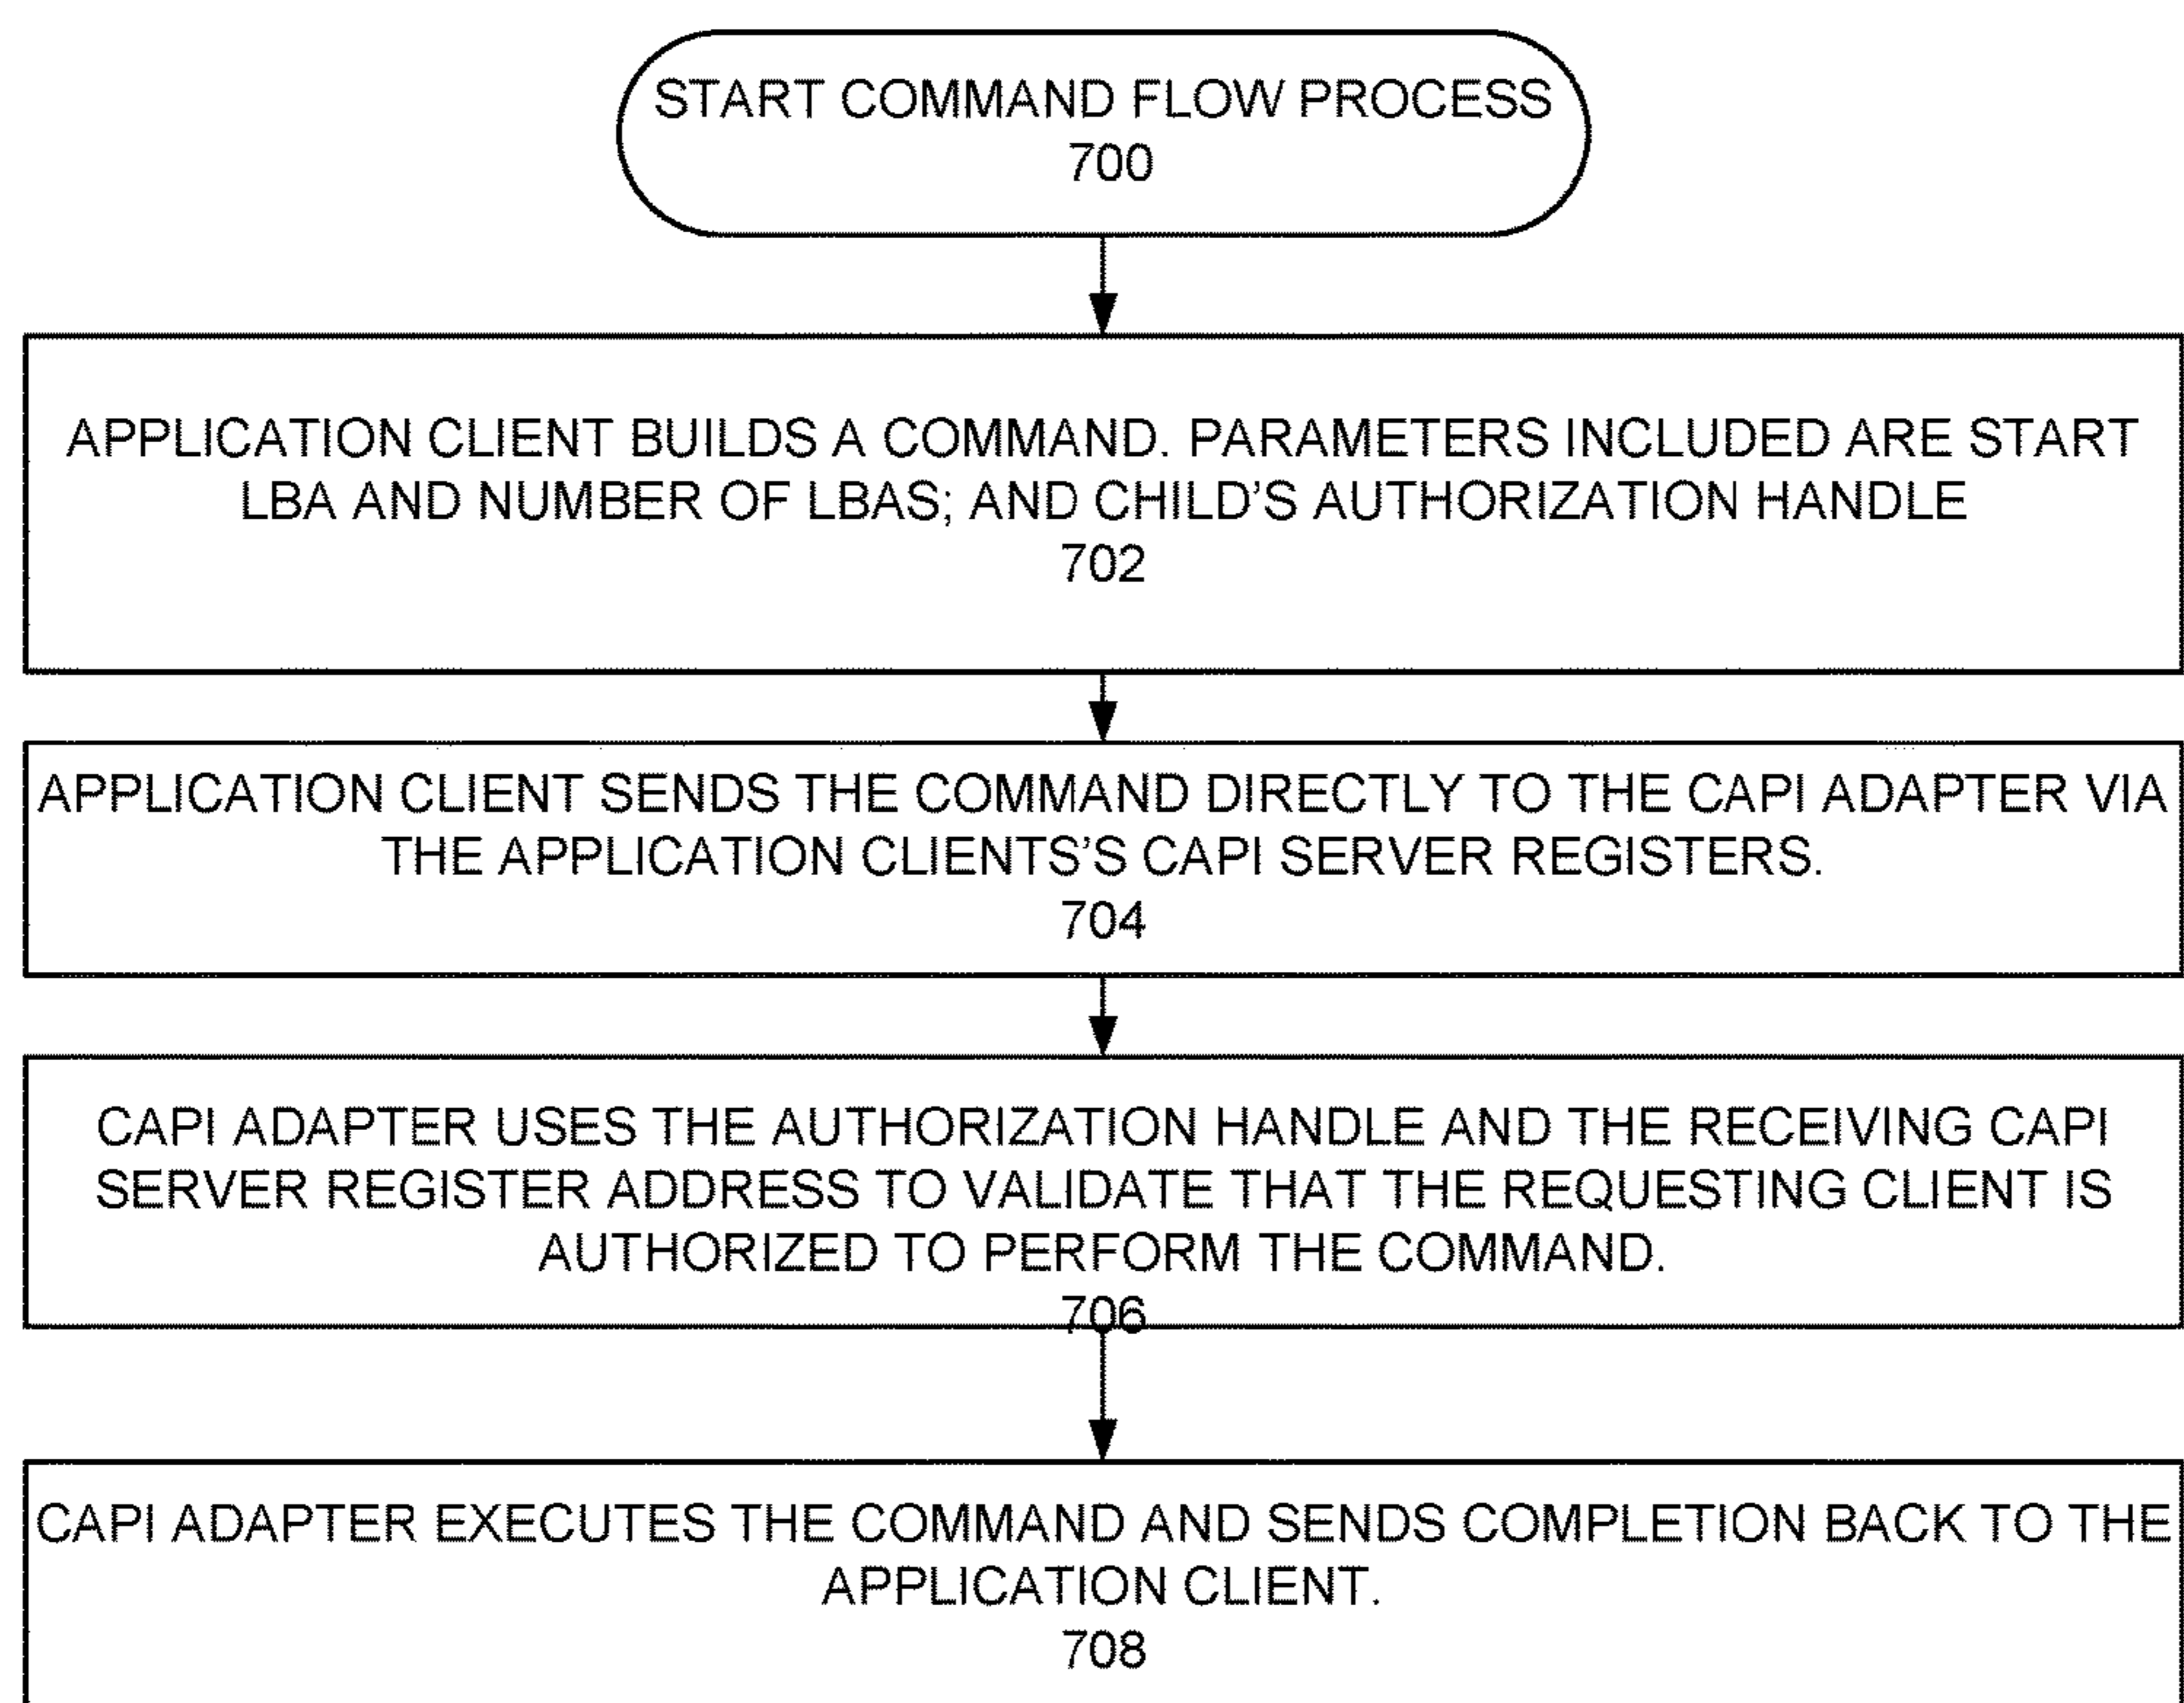 START COMMAND FLOW PROCESS
700
APPLICATION CLIENT BUILDS A COMMAND. PARAMETERS INCLUDED ARE START
LBA AND NUMBER OF LBAS; AND CHILD'S AUTHORIZATION HANDLE
702
APPLICATION CLIENT SENDS THE COMMAND DIRECTLY TO THE CAPI ADAPTER VIA
THE APPLICATION CLIENTS'S CAPI SERVER REGISTERS.
704
CAPI ADAPTER USES THE AUTHORIZATION HANDLE AND THE RECEIVING CAPI
SERVER REGISTER ADDRESS TO VALIDATE THAT THE REQUESTING CLIENT IS
AUTHORIZED TO PERFORM THE COMMAND.
706
CAPI ADAPTER EXECUTES THE COMMAND AND SENDS COMPLETION BACK TO THE
APPLICATION CLIENT.
708